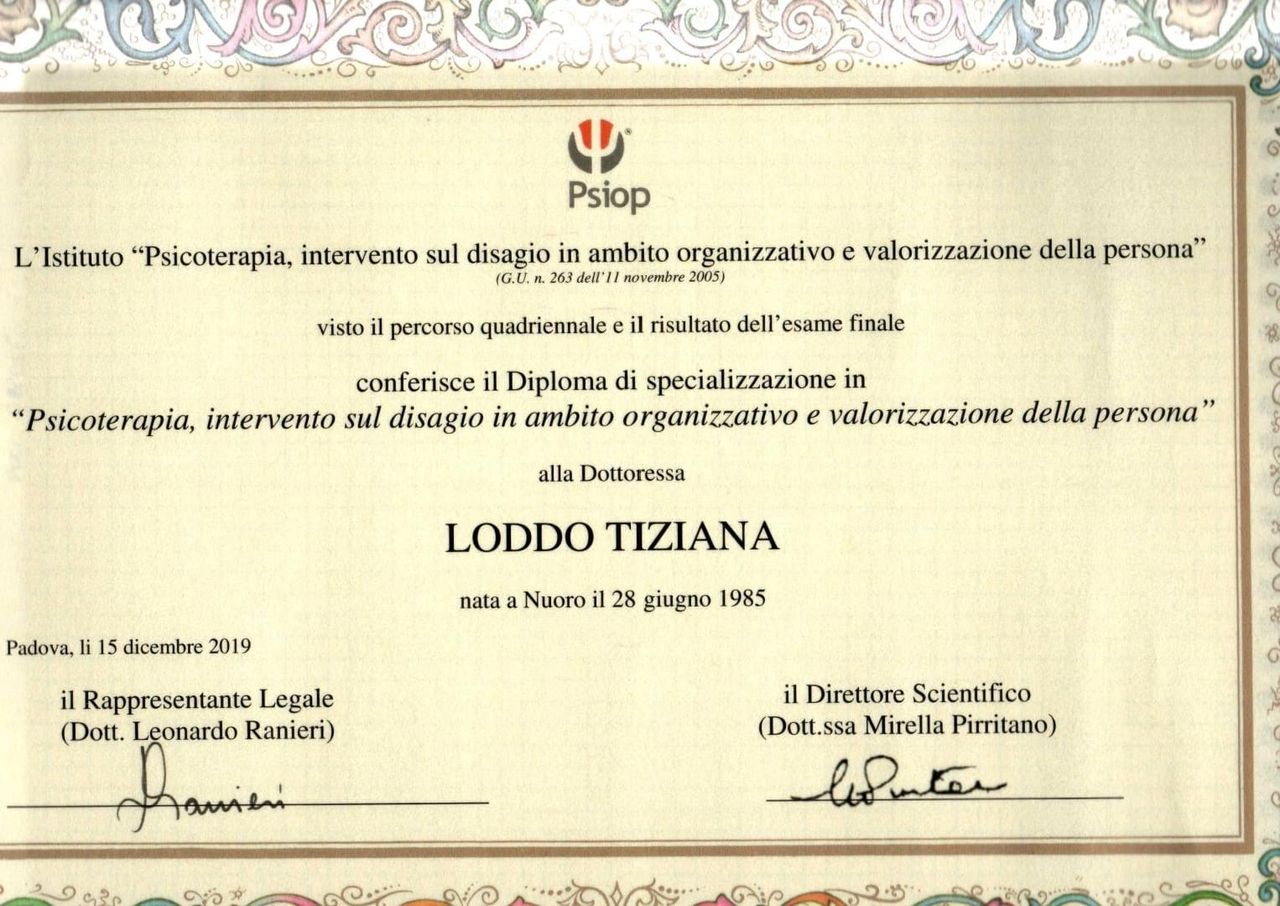 Psiop
L’Istituto “Psicoterapia, intervento sul disagio in ambito organizzativo e valorizzazione della persona”
(G.U. n. 263 dell’11 novembre 2005)
visto il percorso quadriennale e il risultato dell’esame finale
conferisce il Diploma di specializzazione in
“Psicoterapia, intervento sul disagio in ambito organizzativo e valorizzazione della persona”
alla Dottoressa
LODDO TIZIANA
nata a Nuoro il 28 giugno 1985
Padova, li 15 dicembre 2019
il Rappresentante Legale
(Dott. Leonardo Ranieri)
il Direttore Scientifico
(Dott.ssa Mirella Pirritano)